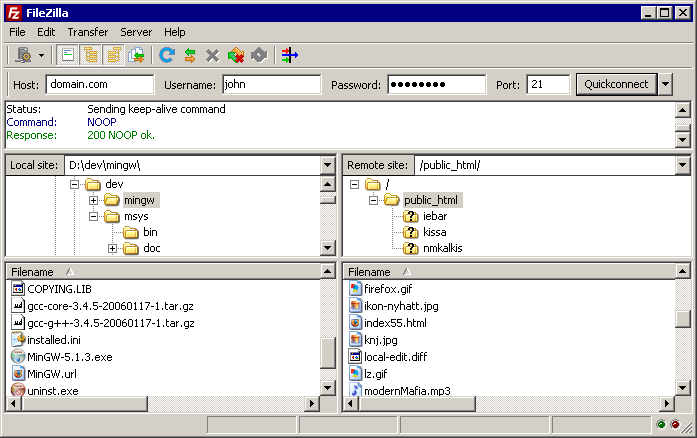 FileZilla
File Edit Transfer Server Help
Host: domain.com Username: john Password: ●●●●●●●● Port: 21 Quickconnect
Status: Sending keep-alive command
Command: NOOP
Response: 200 NOOP ok.
Local site: D:\dev\mingw\
dev
mingw
msys
bin
doc
Remote site: /public_html/
/
public_html
iebar
kissa
nmkalkis
Filename
COPYING.LIB
gcc-core-3.4.5-20060117-1.tar.gz
gcc-g++-3.4.5-20060117-1.tar.gz
installed.ini
MinGW-5.1.3.exe
MinGW.url
uninst.exe
Filename
firefox.gif
ikon-nyhatt.jpg
index55.html
knj.jpg
local-edit.diff
lz.gif
modernMafia.mp3